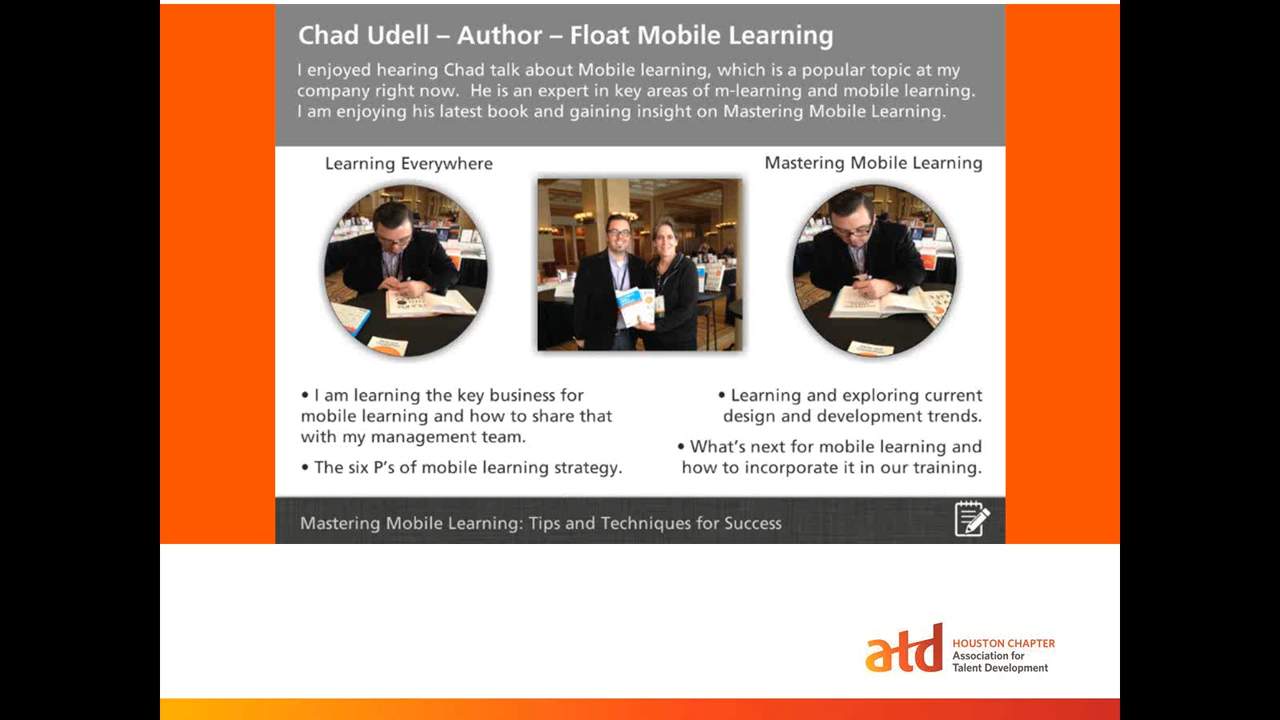 Chad Udell – Author – Float Mobile Learning
I enjoyed hearing Chad talk about Mobile learning, which is a popular topic at my
company right now.  He is an expert in key areas of m-learning and mobile learning.
I am enjoying his latest book and gaining insight on Mastering Mobile Learning.
Learning Everywhere
Mastering Mobile Learning
• I am learning the key business for
mobile learning and how to share that
with my management team.
• The six P’s of mobile learning strategy.
• Learning and exploring current
design and development trends.
• What’s next for mobile learning and
how to incorporate it in our training.
Mastering Mobile Learning: Tips and Techniques for Success
atd
HOUSTON CHAPTER
Association for
Talent Development